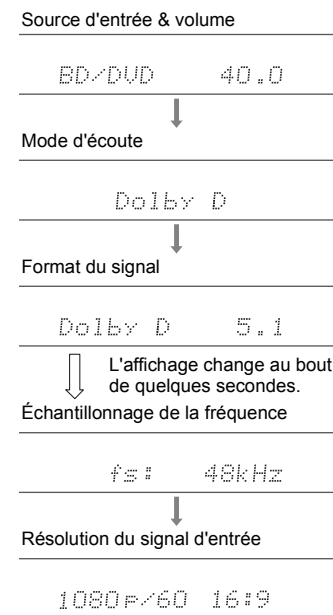 Source d'entrée & volume
BD/DVD 40.0
Mode d'écoute
Dolby D
Format du signal
Dolby D 5.1
L'affichage change au bout
de quelques secondes.
Échantillonnage de la fréquence
fs: 48kHz
Résolution du signal d'entrée
1080p/60 16:9